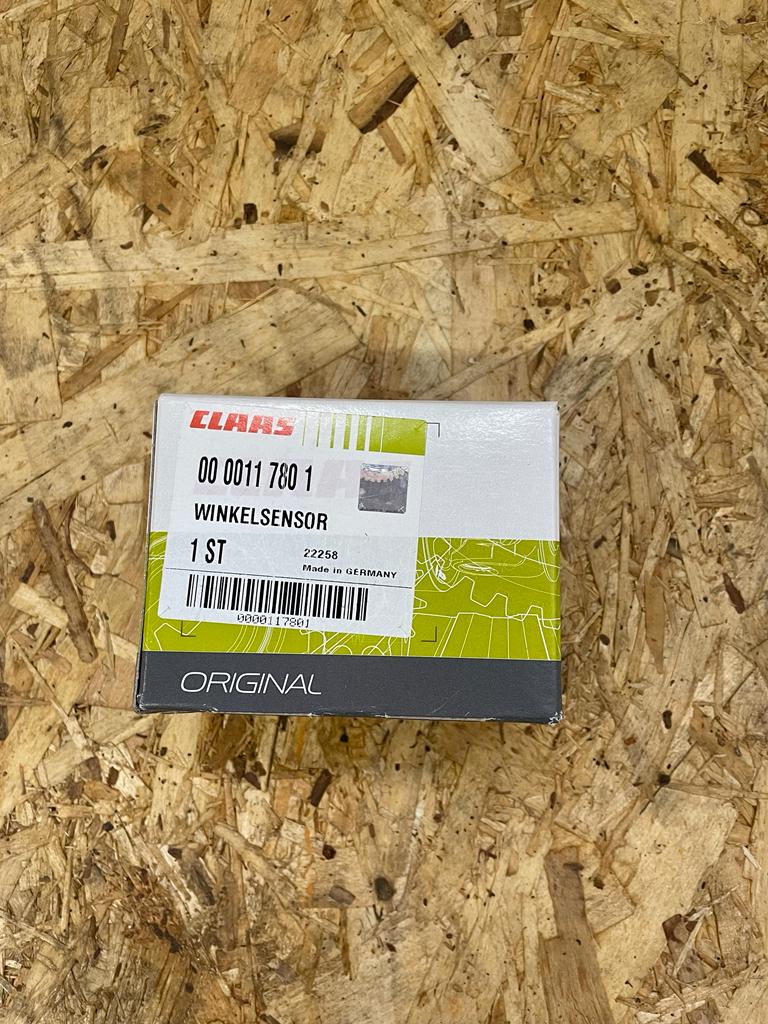 CLAAS
00 0011 780 1
WINKELSENSOR
1 ST
22258
Made in GERMANY
0000117801
ORIGINAL